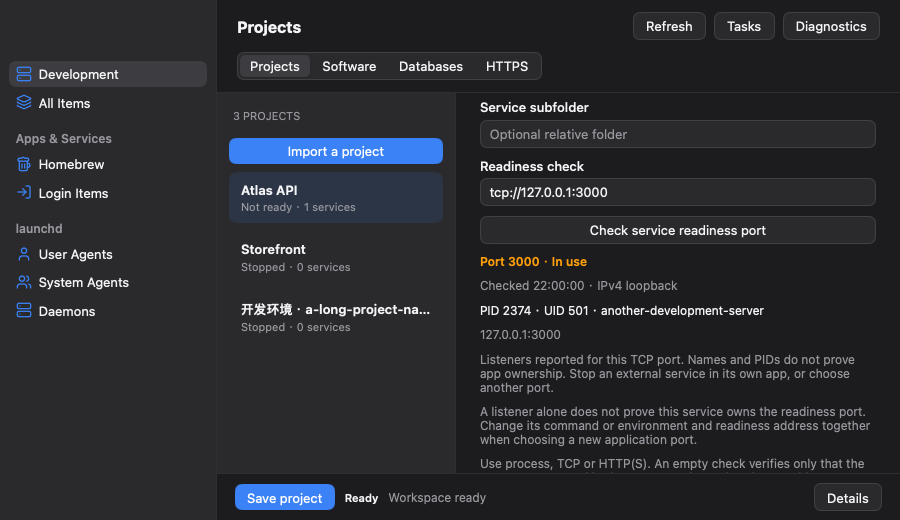 Development
All Items
Apps & Services
Homebrew
Login Items
launchd
User Agents
System Agents
Daemons
Projects
Refresh
Tasks
Diagnostics
Projects
Software
Databases
HTTPS
3 PROJECTS
Import a project
Atlas API
Not ready · 1 services
Storefront
Stopped · 0 services
开发环境 · a-long-project-na...
Stopped · 0 services
Service subfolder
Optional relative folder
Readiness check
tcp://127.0.0.1:3000
Check service readiness port
Port 3000 · In use
Checked 22:00:00 · IPv4 loopback
PID 2374 · UID 501 · another-development-server
127.0.0.1:3000
Listeners reported for this TCP port. Names and PIDs do not prove
app ownership. Stop an external service in its own app, or choose
another port.
A listener alone does not prove this service owns the readiness port.
Change its command or environment and readiness address together
when choosing a new application port.
Use process, TCP or HTTP(S). An empty check verifies only that the
Save project
Ready
Workspace ready
Details